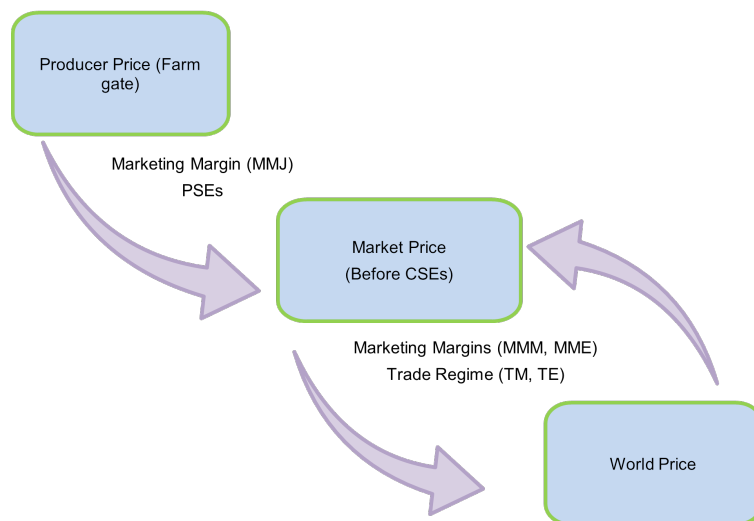 Producer Price (Farm
gate)
Marketing Margin (MMJ)
PSEs
Market Price
(Before CSEs)
Marketing Margins (MMM, MME)
Trade Regime (TM, TE)
World Price